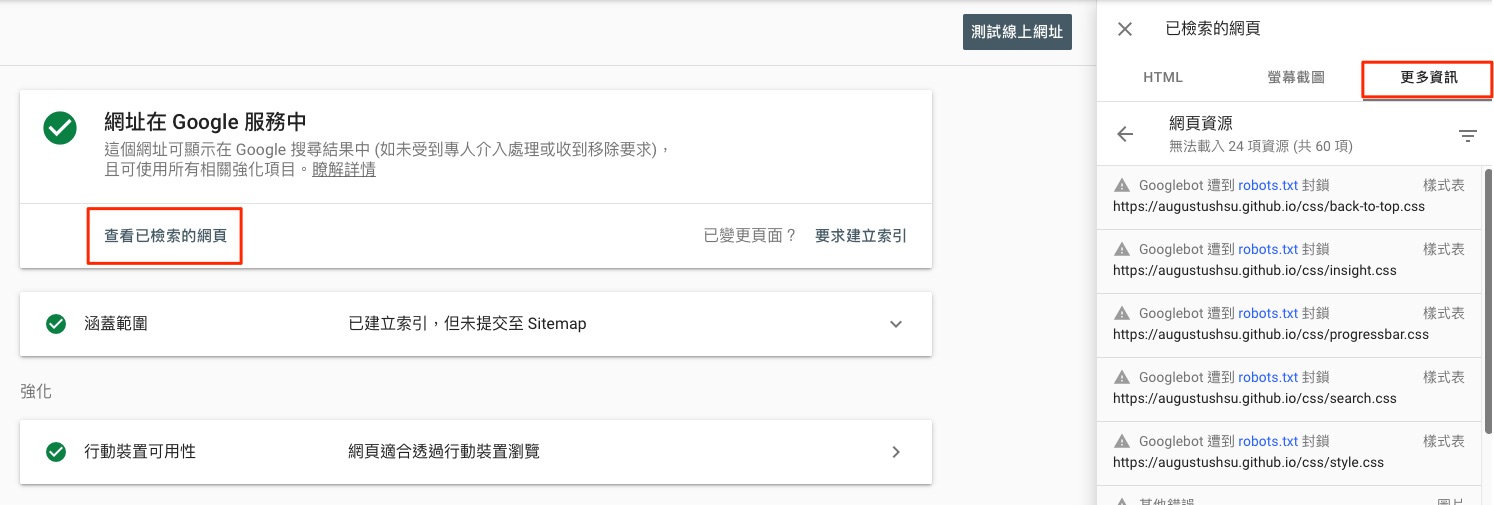 測試線上網址
網址在 Google 服務中
這個網址可顯示在 Google 搜尋結果中 (如未受到專人介入處理或收到移除要求)，
且可使用所有相關強化項目。瞭解詳情
查看已檢索的網頁
已變更頁面？ 要求建立索引
涵蓋範圍 已建立索引，但未提交至 Sitemap
強化
行動裝置可用性 網頁適合透過行動裝置瀏覽
已檢索的網頁
HTML 螢幕截圖 更多資訊
網頁資源
無法載入 24 項資源 (共 60 項)
Googlebot 遭到 robots.txt 封鎖 樣式表
https://augustushsu.github.io/css/back-to-top.css
Googlebot 遭到 robots.txt 封鎖 樣式表
https://augustushsu.github.io/css/insight.css
Googlebot 遭到 robots.txt 封鎖 樣式表
https://augustushsu.github.io/css/progressbar.css
Googlebot 遭到 robots.txt 封鎖 樣式表
https://augustushsu.github.io/css/search.css
Googlebot 遭到 robots.txt 封鎖 樣式表
https://augustushsu.github.io/css/style.css
其他錯誤 圖片